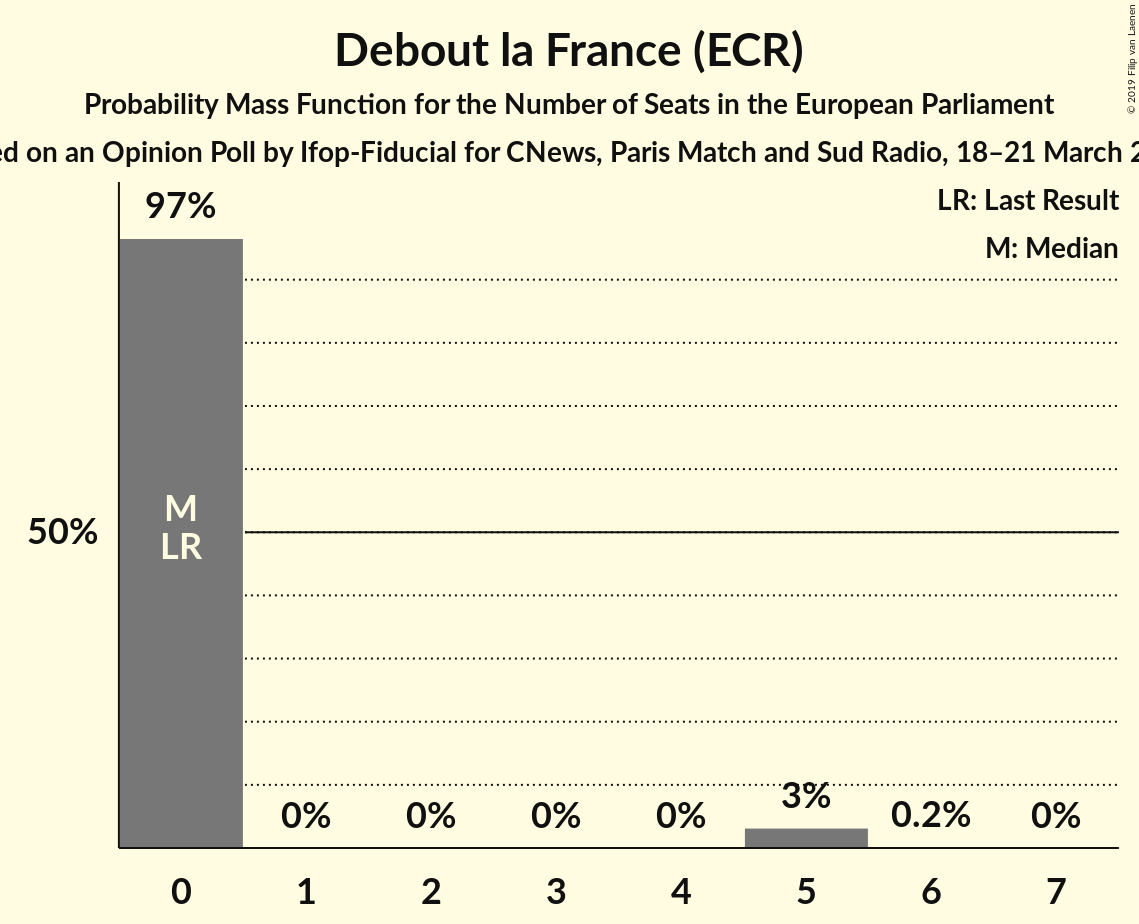 Debout la France (ECR)
Probability Mass Function for the Number of Seats in the European Parliament
on an Opinion Poll by Ifop-Fiducial for CNews, Paris Match and Sud Radio, 18–21 March
© 2019 Filip van Laenen
LR: Last Result
M: Median
97%
M
LR
50%
0% 0% 0% 0% 3% 0.2% 0%
0 1 2 3 4 5 6 7